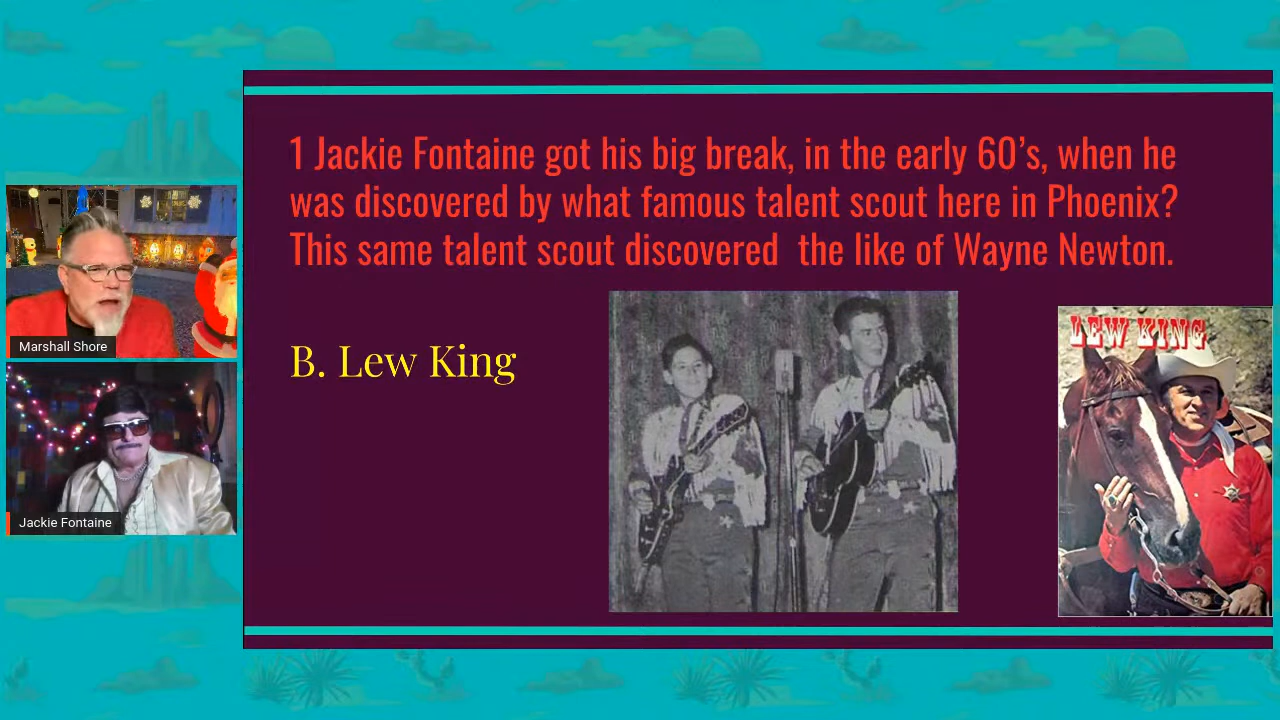 1 Jackie Fontaine got his big break, in the early 60's, when he
was discovered by what famous talent scout here in Phoenix?
This same talent scout discovered  the like of Wayne Newton.
B. Lew King
LEW KING
Marshall Shore
Jackie Fontaine